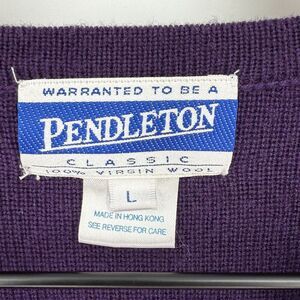 WARRANTED TO BE A
PENDLETON
CLASSIC
100% VIRGIN WOOL
L
MADE IN HONG KONG
SEE REVERSE FOR CARE